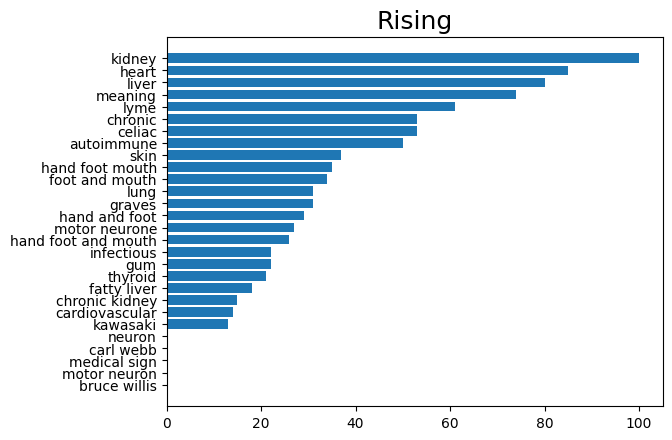 Rising
kidney
heart
liver
meaning
lyme
chronic
celiac
autoimmune
skin
hand foot mouth
foot and mouth
lung
graves
hand and foot
motor neurone
hand foot and mouth
infectious
gum
thyroid
fatty liver
chronic kidney
cardiovascular
kawasaki
neuron
carl webb
medical sign
motor neuron
bruce willis
0 20 40 60 80 100